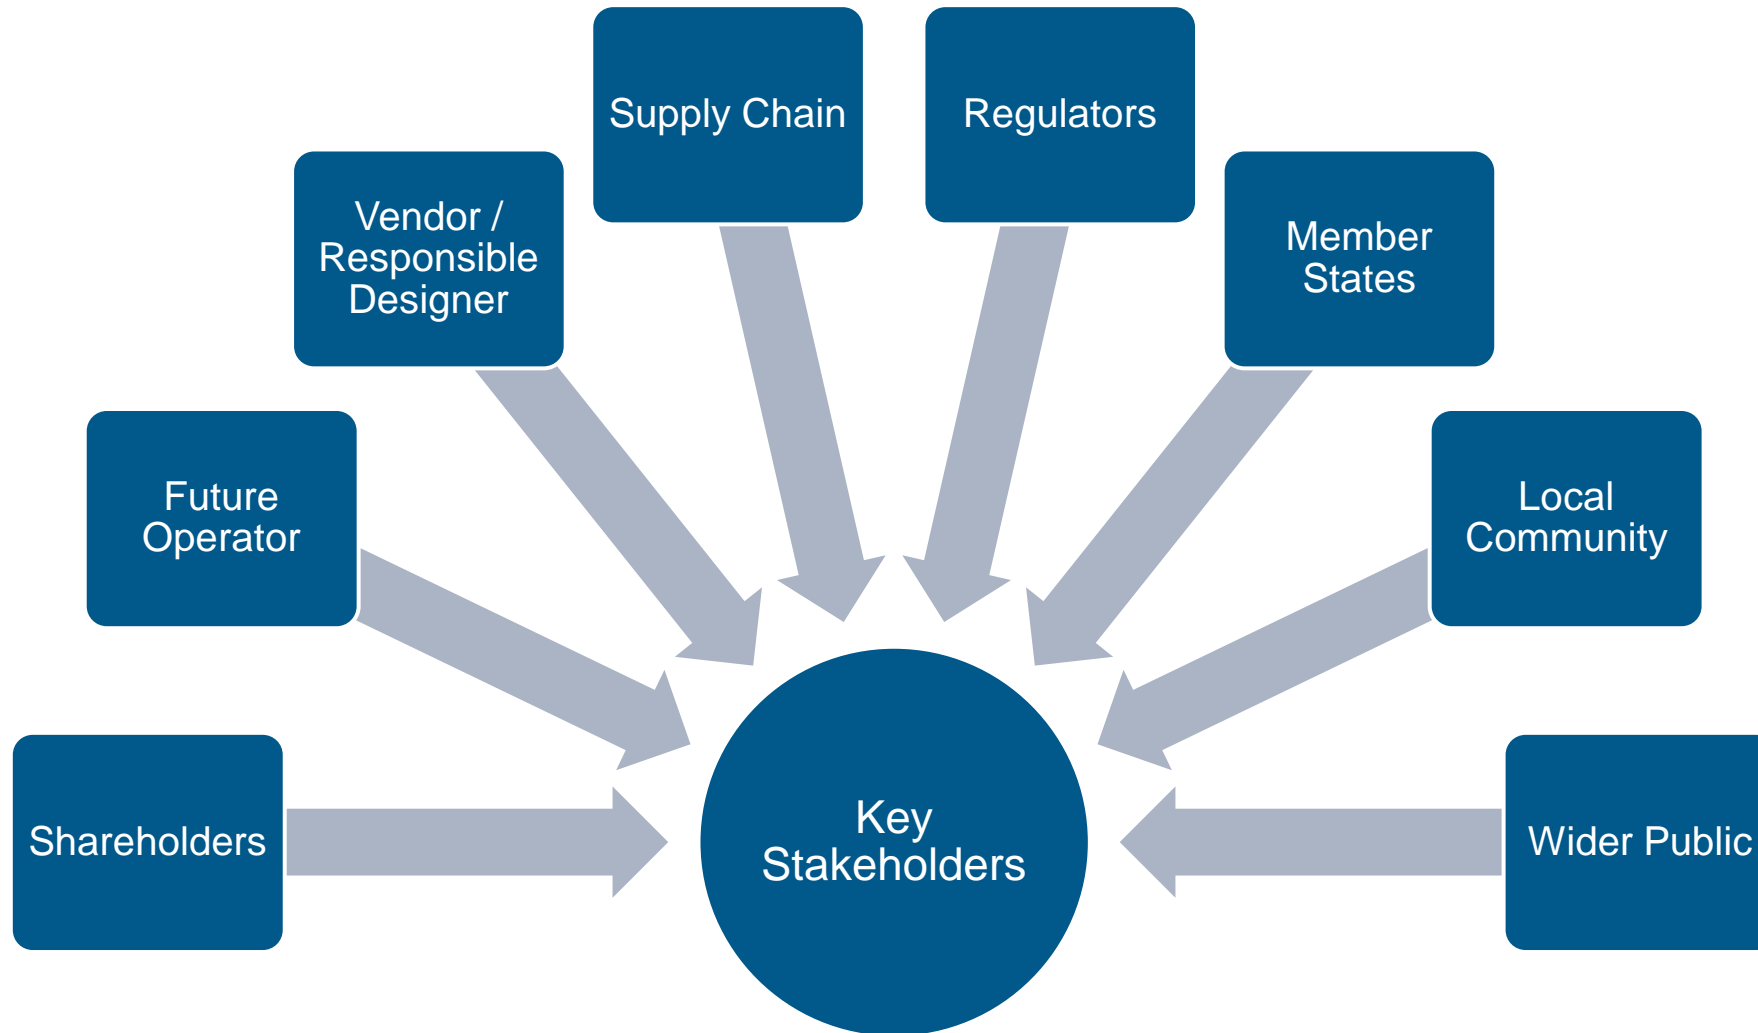 Supply Chain
Regulators
Vendor /
Responsible
Designer
Member
States
Future
Operator
Local
Community
Shareholders
Key
Stakeholders
Wider Public